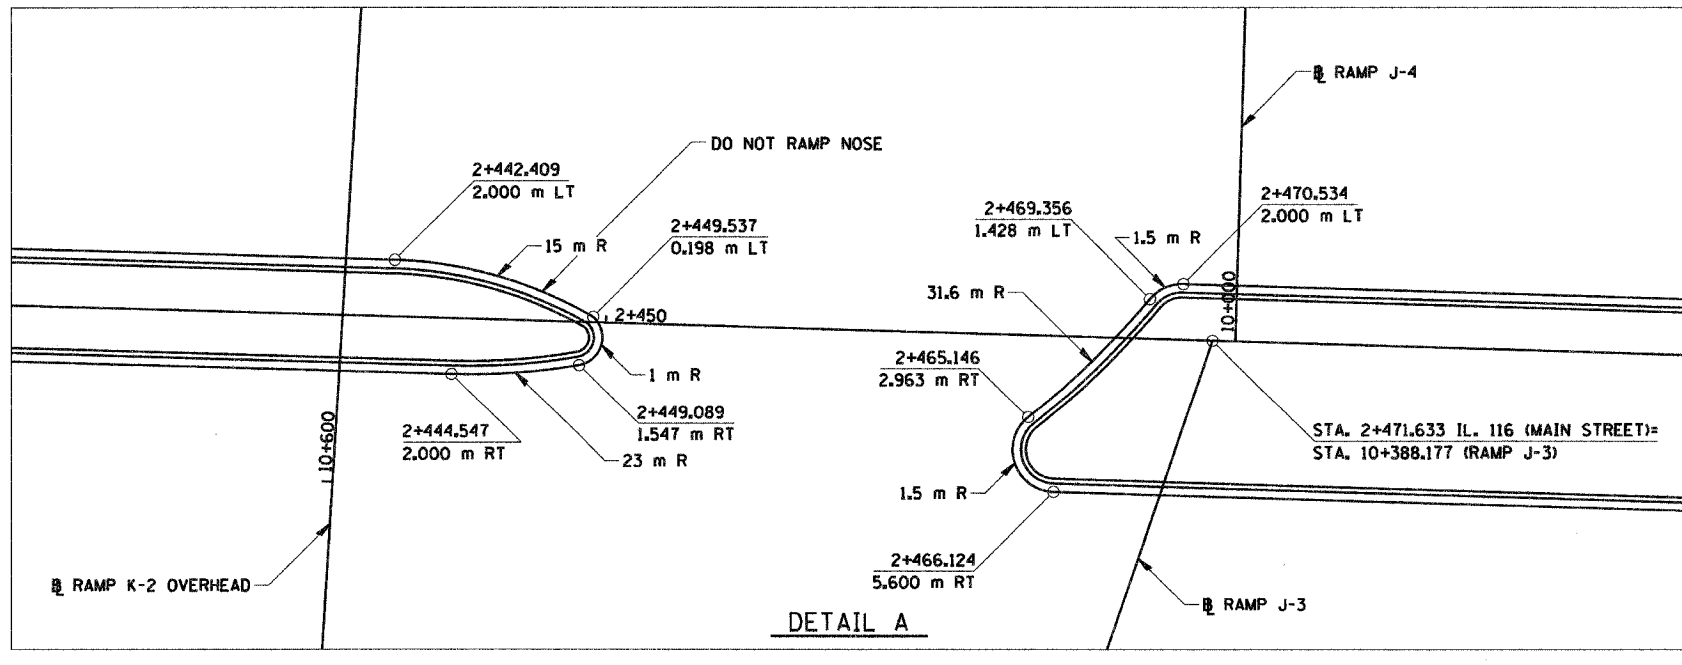 ℄ RAMP J-4
DO NOT RAMP NOSE
2+442.409
2.000 m LT
2+470.534
2.000 m LT
2+469.356
1.428 m LT
2+449.537
0.198 m LT
15 m R
1.5 m R
31.6 m R
10+000
2+450
2+465.146
2.963 m RT
1 m R
2+449.089
1.547 m RT
2+444.547
2.000 m RT
23 m R
10+600
STA. 2+471.633 IL. 116 (MAIN STREET)=
STA. 10+388.177 (RAMP J-3)
1.5 m R
2+466.124
5.600 m RT
℄ RAMP K-2 OVERHEAD
℄ RAMP J-3
DETAIL A